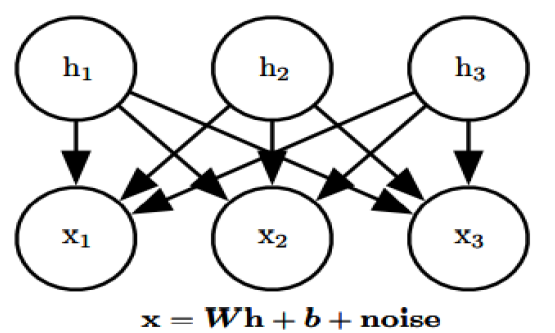 h₁ h₂ h₃
x₁ x₂ x₃
x = Wh + b + noise